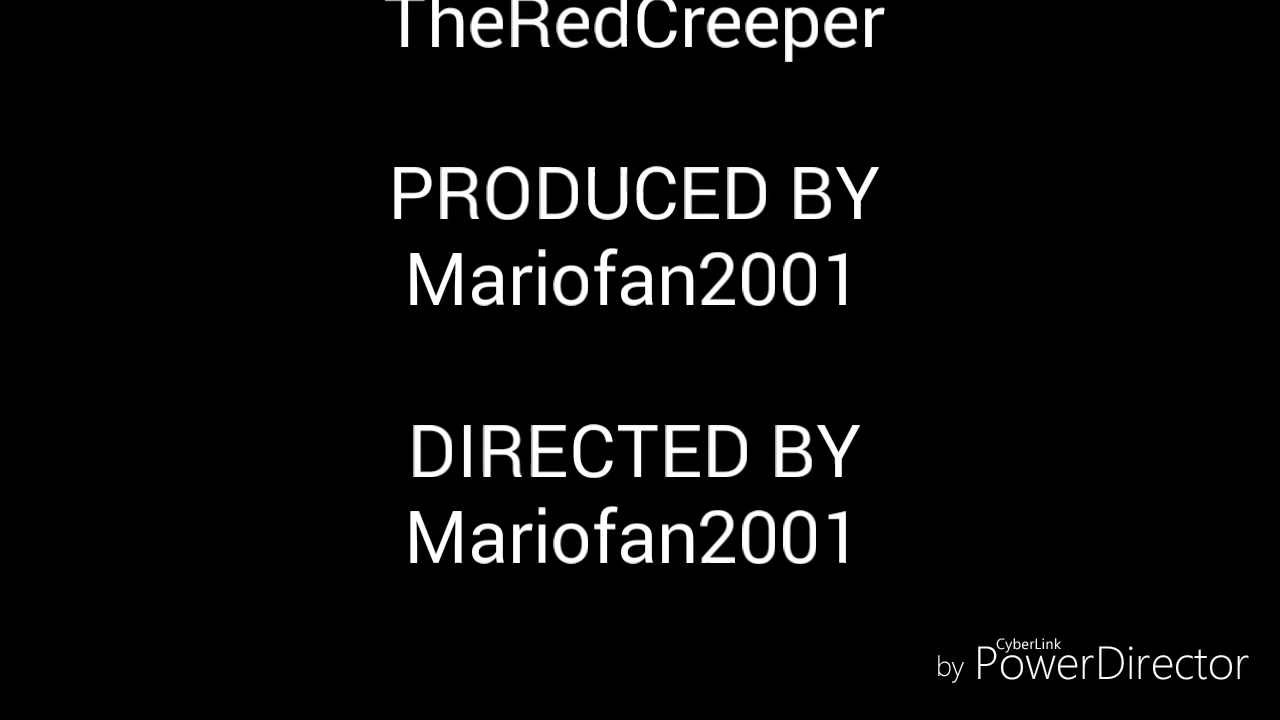 TheRedCreeper
PRODUCED BY
Mariofan2001
DIRECTED BY
Mariofan2001
CyberLink
by PowerDirector